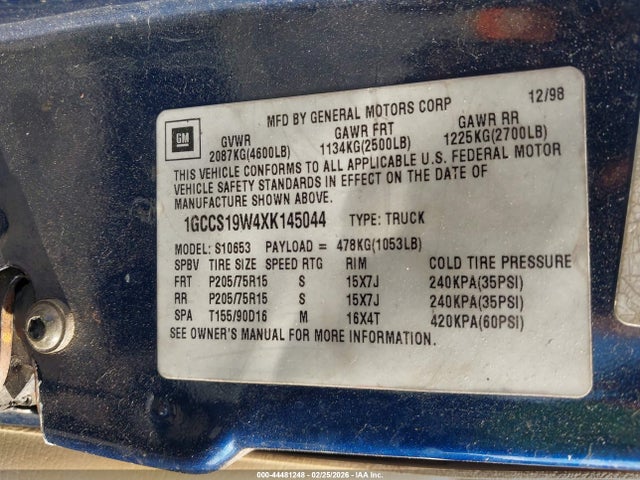 12/98
MFD BY GENERAL MOTORS CORP
GM
GVWR GAWR FRT GAWR RR
2087KG(4600LB) 1134KG(2500LB) 1225KG(2700LB)
THIS VEHICLE CONFORMS TO ALL APPLICABLE U.S. FEDERAL MOTOR
VEHICLE SAFETY STANDARDS IN EFFECT ON THE DATE OF
MANUFACTURE SHOWN ABOVE.
1GCCS19W4XK145044 TYPE: TRUCK
MODEL: S10653 PAYLOAD = 478KG(1053LB)
SPBV TIRE SIZE SPEED RTG RIM COLD TIRE PRESSURE
FRT P205/75R15 S 15X7J 240KPA(35PSI)
RR P205/75R15 S 15X7J 240KPA(35PSI)
SPA T155/90D16 M 16X4T 420KPA(60PSI)
SEE OWNER'S MANUAL FOR MORE INFORMATION.
000-44481248 - 02/25/2026 - IAA Inc.